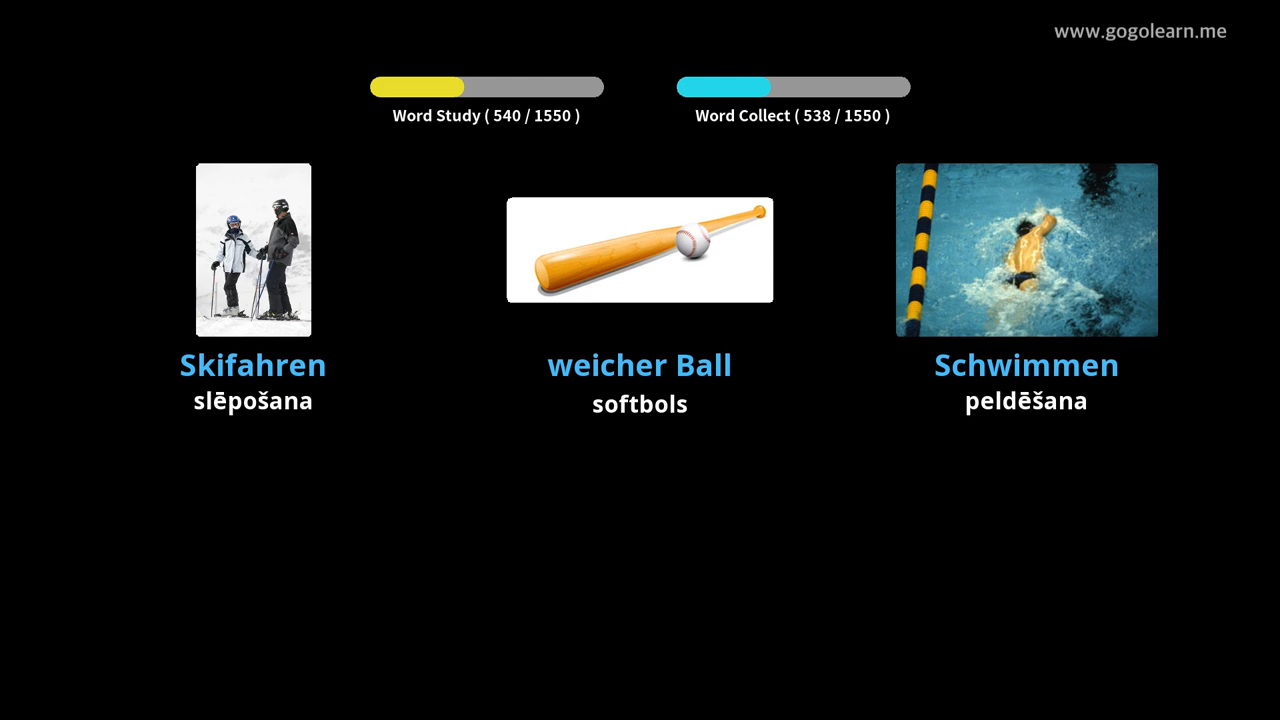 www.gogolearn.me
Word Study ( 540 / 1550 )
Word Collect ( 538 / 1550 )
Skifahren
weicher Ball
Schwimmen
slēpošana
softbols
peldēšana